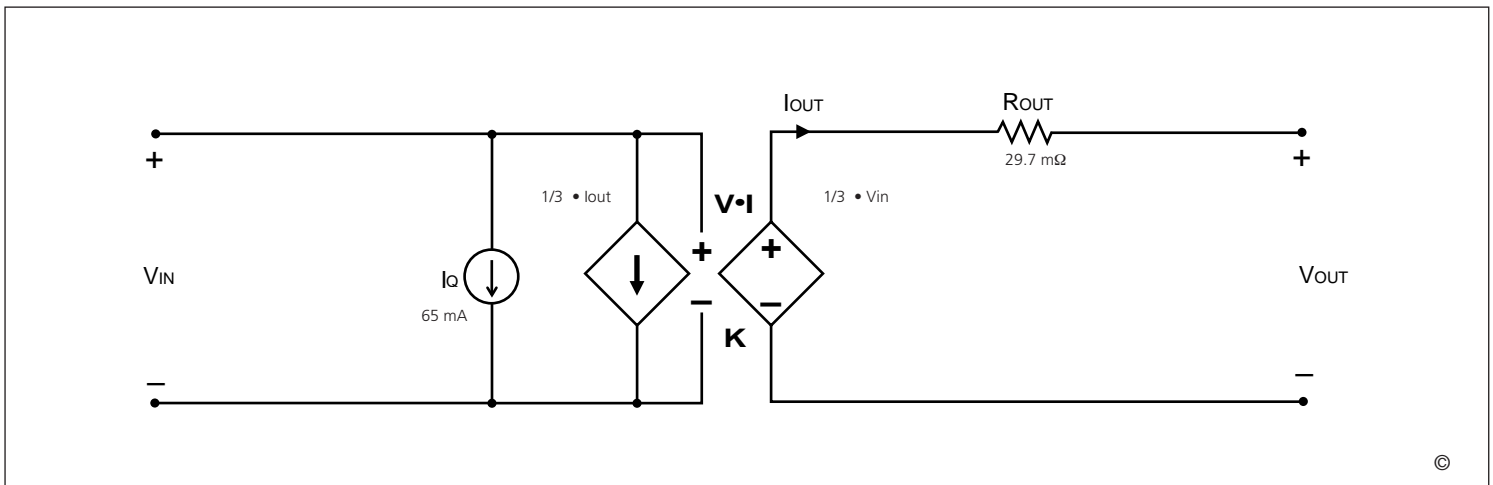 IOUT
ROUT
+
29.7 mΩ
+
1/3 • Iout
V•I
1/3 • Vin
+
+
VIN
IQ
VOUT
65 mA
–
–
K
–
–
©